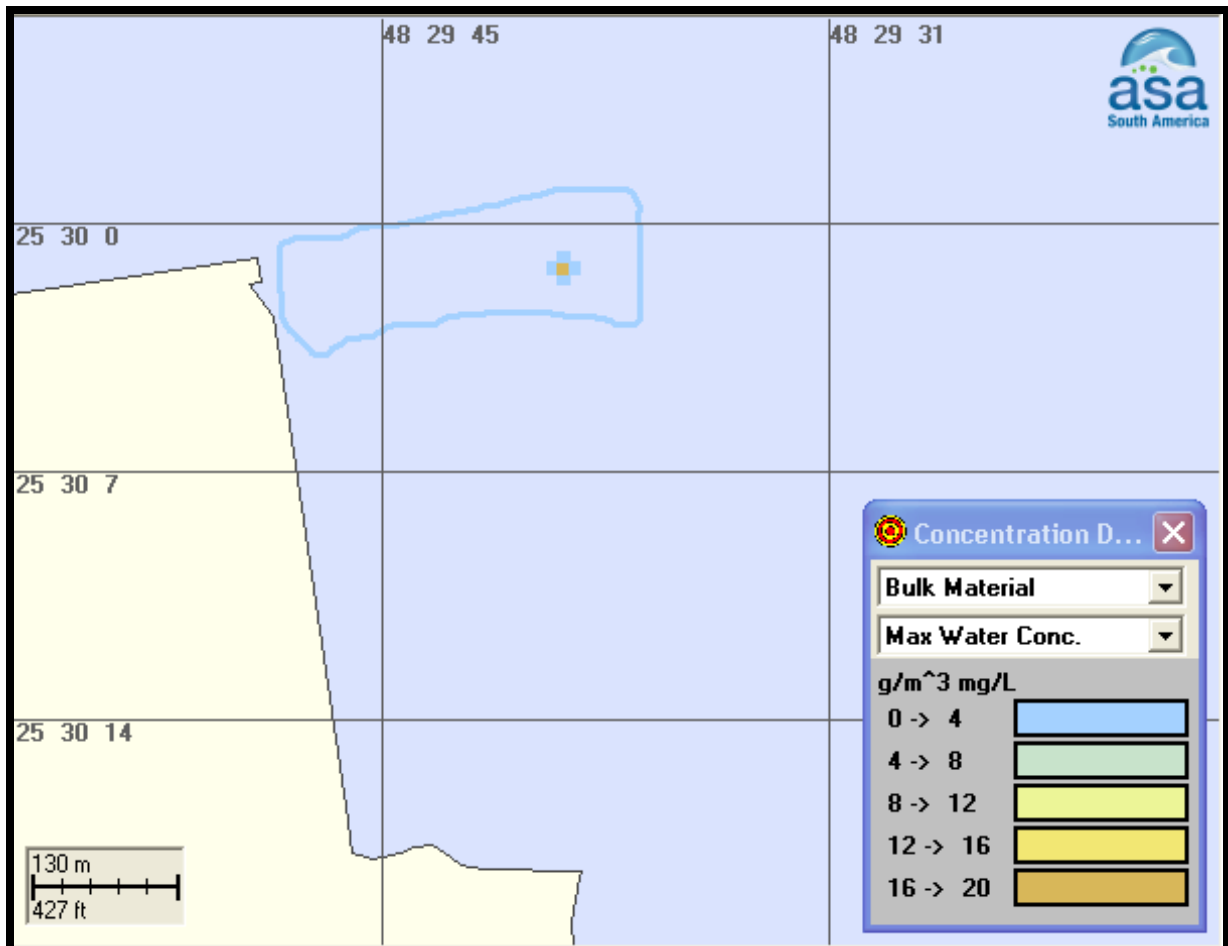 48 29 45
48 29 31
asa
South America
25 30 0
25 30 7
25 30 14
130 m
427 ft
Concentration D...
Bulk Material
Max Water Conc.
g/m^3 mg/L
0 -> 4
4 -> 8
8 -> 12
12 -> 16
16 -> 20